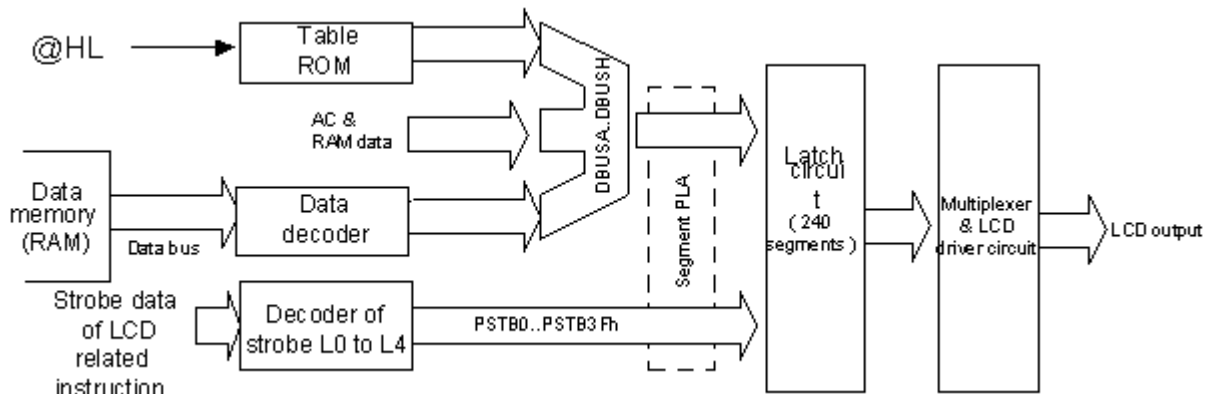 @HL
Table
ROM
AC &
RAM data
DBUSA..DBUSH
Data
memory
(RAM)
Data bus
Data
decoder
Segment PLA
Latch
circui
t
( 240
segments )
Multiplexer
& LCD
driver circuit
LCD output
Strobe data
of LCD
related
instruction
Decoder of
strobe L0 to L4
PSTB0..PSTB3Fh